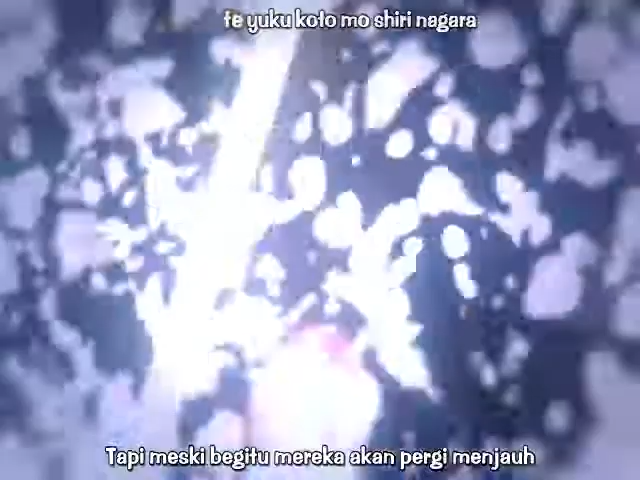 te yuku koto mo shiri nagara
Tapi meski begitu mereka akan pergi menjauh